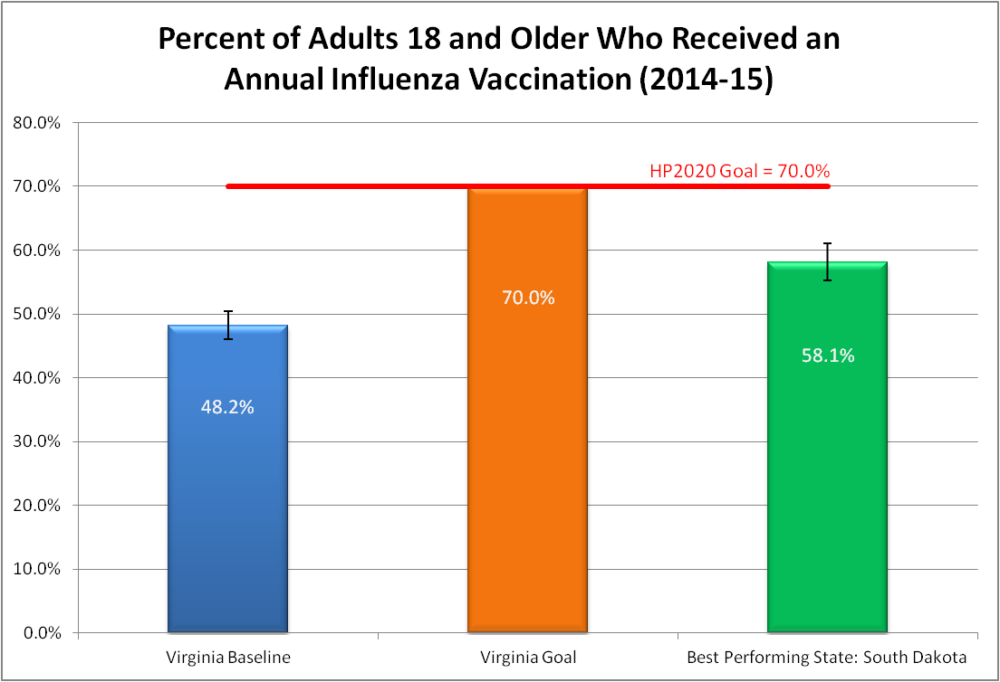 Percent of Adults 18 and Older Who Received an
Annual Influenza Vaccination (2014-15)
80.0%
70.0%
60.0%
50.0%
40.0%
30.0%
20.0%
10.0%
0.0%
HP2020 Goal = 70.0%
48.2%
70.0%
58.1%
Virginia Baseline
Virginia Goal
Best Performing State: South Dakota